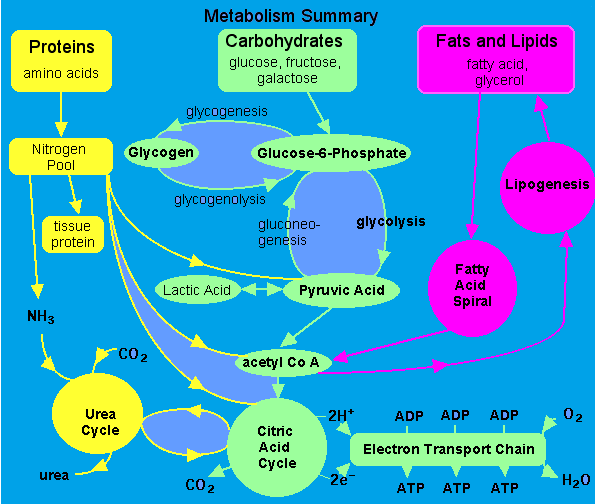 Metabolism Summary
Proteins
amino acids
Carbohydrates
glucose, fructose,
galactose
Fats and Lipids
fatty acid,
glycerol
glycogenesis
Nitrogen
Pool
Glycogen
Glucose-6-Phosphate
Lipogenesis
glycogenolysis
tissue
protein
gluconeo-
genesis
glycolysis
Fatty
Acid
Spiral
Lactic Acid
Pyruvic Acid
NH3
CO2
acetyl Co A
Urea
Cycle
Citric
Acid
Cycle
2H+
2e−
ADP
ADP
ADP
O2
Electron Transport Chain
urea
CO2
ATP
ATP
ATP
H2O